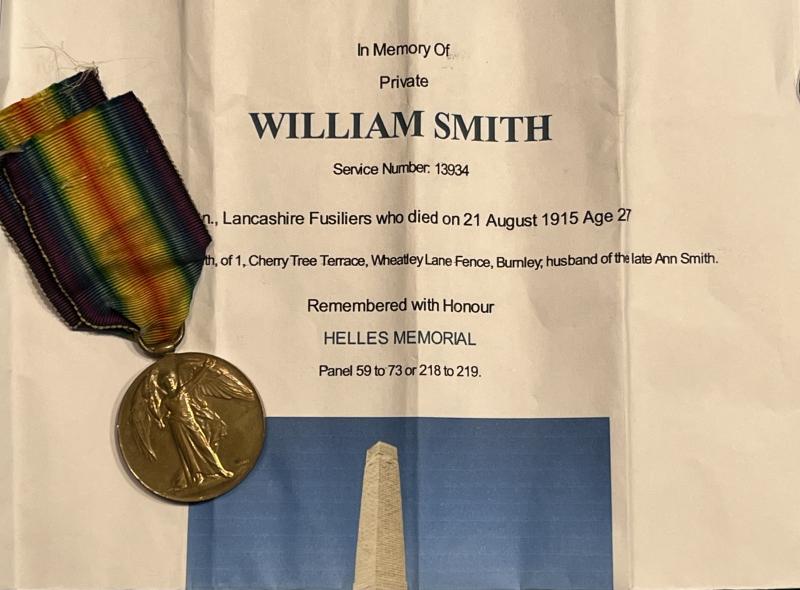 In Memory Of
Private
WILLIAM SMITH
Service Number: 13934
n., Lancashire Fusiliers who died on 21 August 1915 Age 27
th, of 1, Cherry Tree Terrace, Wheatley Lane Fence, Burnley; husband of the late Ann Smith.
Remembered with Honour
HELLES MEMORIAL
Panel 59 to 73 or 218 to 219.